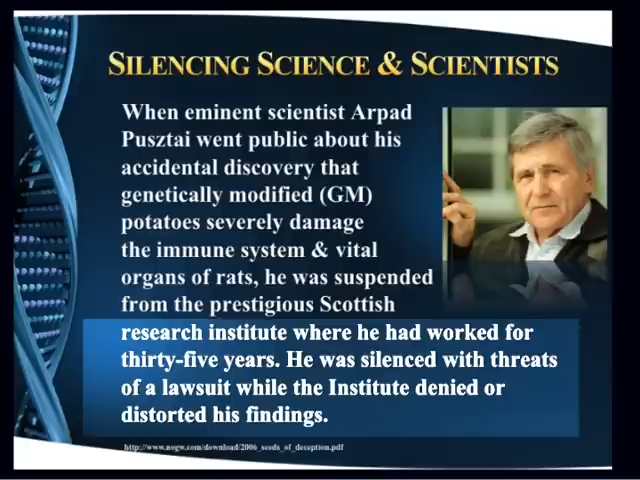 SILENCING SCIENCE & SCIENTISTS
When eminent scientist Arpad
Pusztai went public about his
accidental discovery that
genetically modified (GM)
potatoes severely damage
the immune system & vital
organs of rats, he was suspended
from the prestigious Scottish
research institute where he had worked for
thirty-five years. He was silenced with threats
of a lawsuit while the Institute denied or
distorted his findings.
http://www.nogw.com/download/2006_seeds_of_deception.pdf